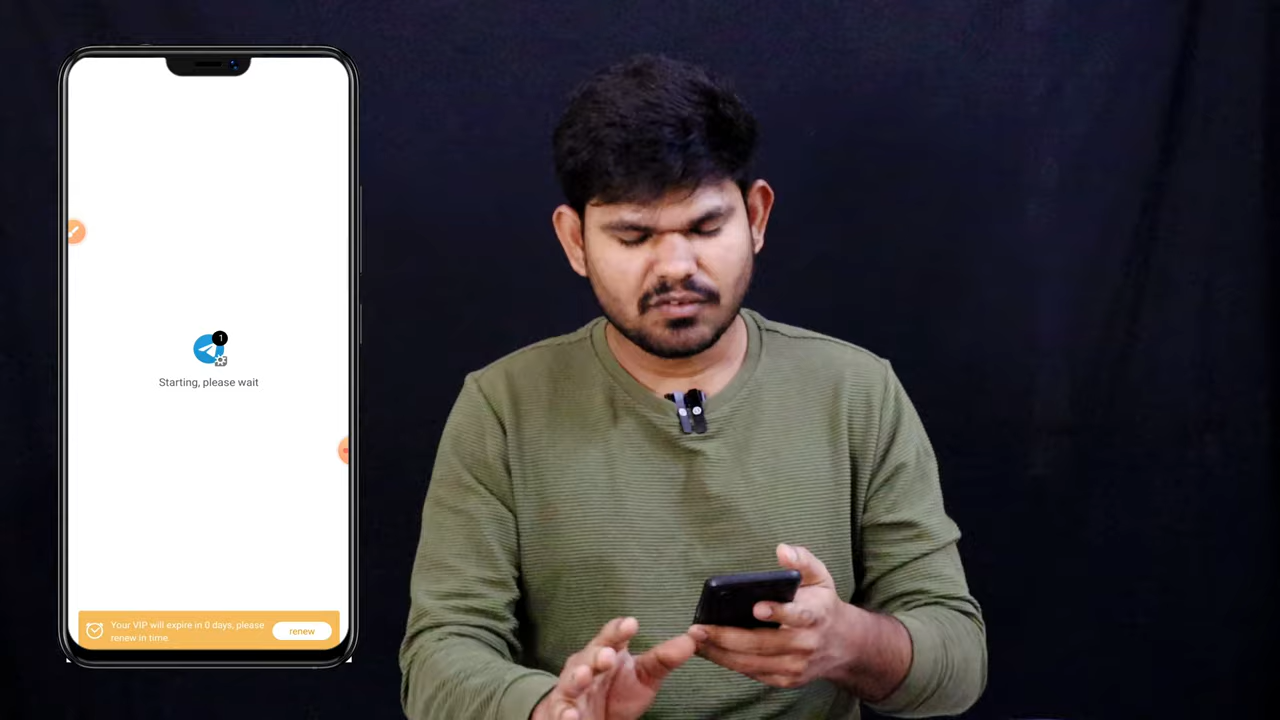 1
Starting, please wait
Your VIP will expire in 0 days, please
renew in time
renew